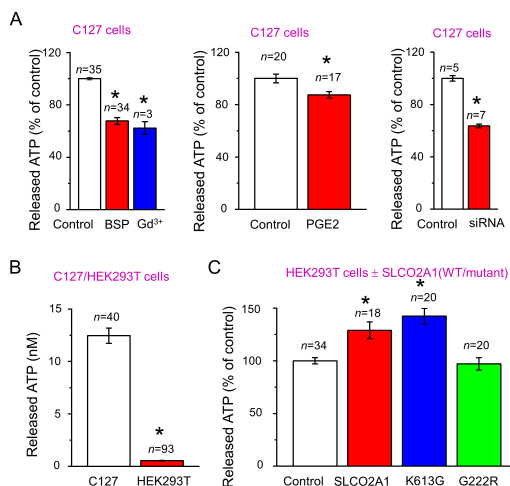 A
C127 cells
Released ATP (% of control)
120
80
40
0
n=35
*
n=34
*
n=3
Control
BSP
Gd3+
C127 cells
Released ATP (% of control)
120
80
40
0
n=20
*
n=17
Control
PGE2
C127 cells
Released ATP (% of control)
120
80
40
0
n=5
*
n=7
Control
siRNA
B
C127/HEK293T cells
Released ATP (nM)
15
10
5
0
n=40
*
n=93
C127
HEK293T
C
HEK293T cells ± SLCO2A1(WT/mutant)
Released ATP (% of control)
150
100
50
0
n=34
*
n=18
*
n=20
n=20
Control
SLCO2A1
K613G
G222R